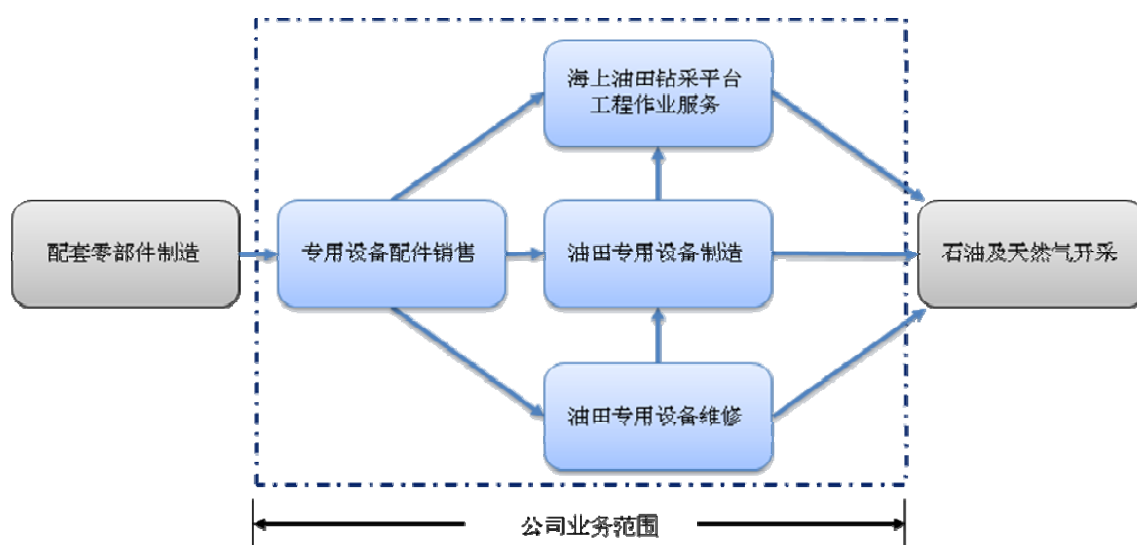 海上油田钻采平台
工程作业服务
配套零部件制造
专用设备配件销售
油田专用设备制造
石油及天然气开采
油田专用设备维修
公司业务范围